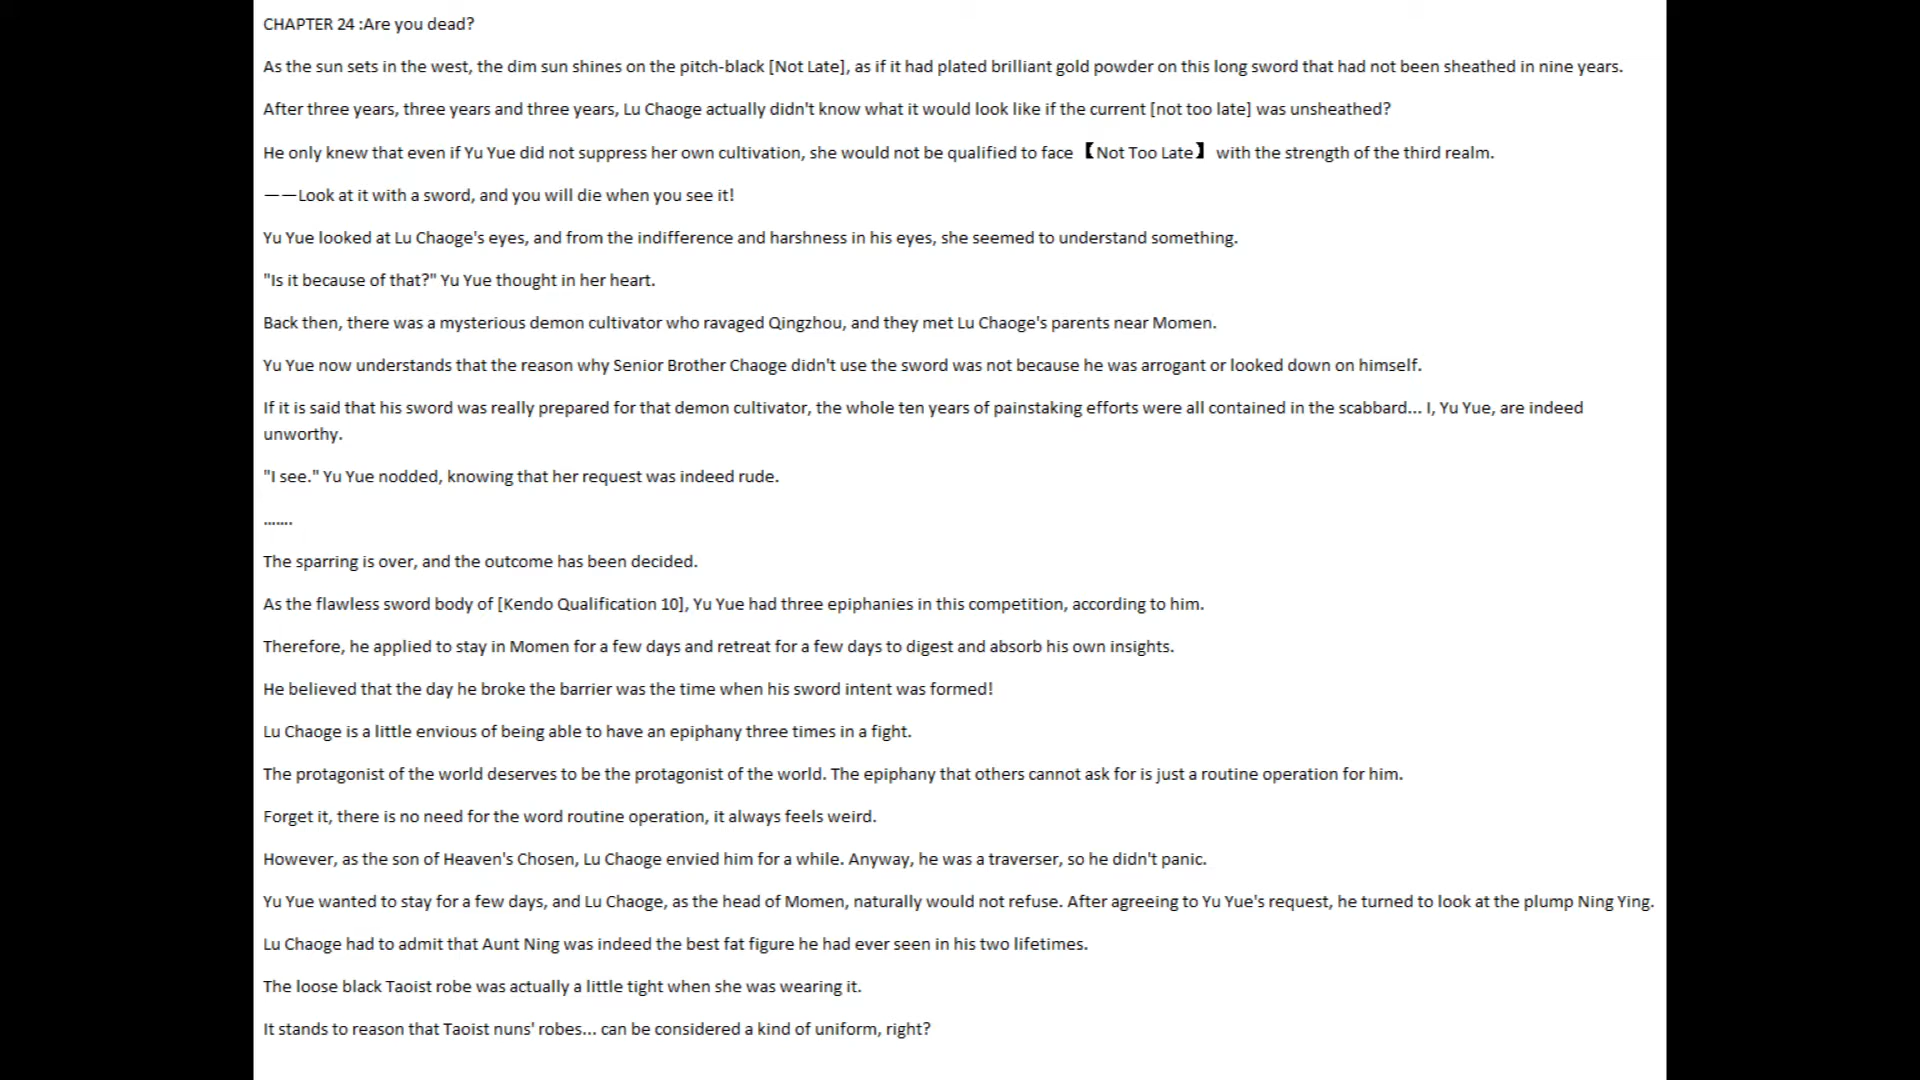 CHAPTER 24 :Are you dead?
As the sun sets in the west, the dim sun shines on the pitch-black [Not Late], as if it had plated brilliant gold powder on this long sword that had not been sheathed in nine years.
After three years, three years and three years, Lu Chaoge actually didn't know what it would look like if the current [not too late] was unsheathed?
He only knew that even if Yu Yue did not suppress her own cultivation, she would not be qualified to face 【Not Too Late】 with the strength of the third realm.
——Look at it with a sword, and you will die when you see it!
Yu Yue looked at Lu Chaoge's eyes, and from the indifference and harshness in his eyes, she seemed to understand something.
"Is it because of that?" Yu Yue thought in her heart.
Back then, there was a mysterious demon cultivator who ravaged Qingzhou, and they met Lu Chaoge's parents near Momen.
Yu Yue now understands that the reason why Senior Brother Chaoge didn't use the sword was not because he was arrogant or looked down on himself.
If it is said that his sword was really prepared for that demon cultivator, the whole ten years of painstaking efforts were all contained in the scabbard... I, Yu Yue, are indeed
unworthy.
"I see." Yu Yue nodded, knowing that her request was indeed rude.
.......
The sparring is over, and the outcome has been decided.
As the flawless sword body of [Kendo Qualification 10], Yu Yue had three epiphanies in this competition, according to him.
Therefore, he applied to stay in Momen for a few days and retreat for a few days to digest and absorb his own insights.
He believed that the day he broke the barrier was the time when his sword intent was formed!
Lu Chaoge is a little envious of being able to have an epiphany three times in a fight.
The protagonist of the world deserves to be the protagonist of the world. The epiphany that others cannot ask for is just a routine operation for him.
Forget it, there is no need for the word routine operation, it always feels weird.
However, as the son of Heaven's Chosen, Lu Chaoge envied him for a while. Anyway, he was a traverser, so he didn't panic.
Yu Yue wanted to stay for a few days, and Lu Chaoge, as the head of Momen, naturally would not refuse. After agreeing to Yu Yue's request, he turned to look at the plump Ning Ying.
Lu Chaoge had to admit that Aunt Ning was indeed the best fat figure he had ever seen in his two lifetimes.
The loose black Taoist robe was actually a little tight when she was wearing it.
It stands to reason that Taoist nuns' robes... can be considered a kind of uniform, right?